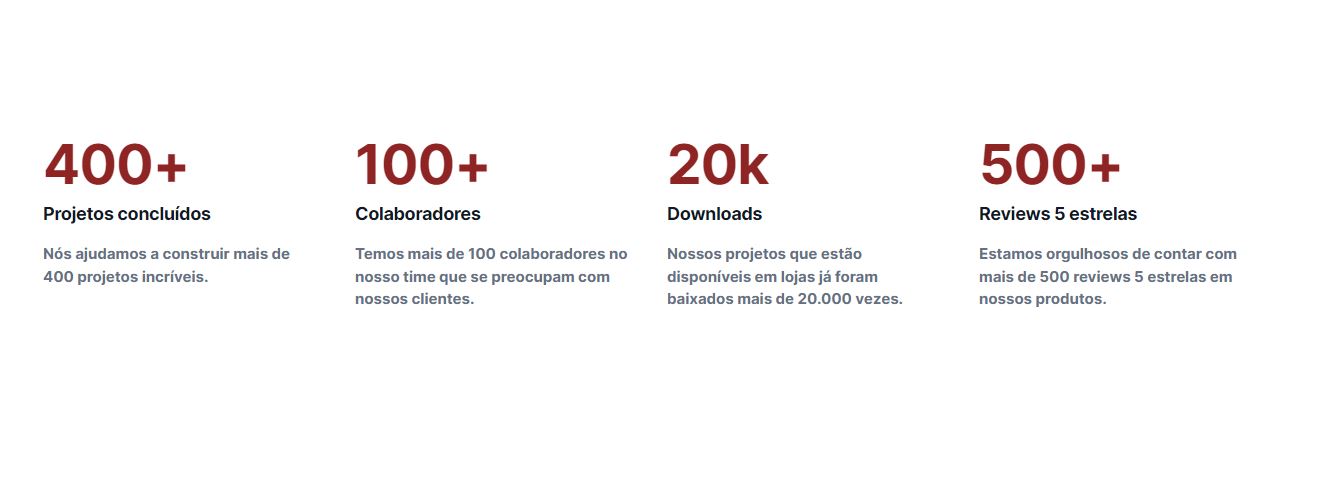 400+
Projetos concluídos
Nós ajudamos a construir mais de
400 projetos incríveis.
100+
Colaboradores
Temos mais de 100 colaboradores no
nosso time que se preocupam com
nossos clientes.
20k
Downloads
Nossos projetos que estão
disponíveis em lojas já foram
baixados mais de 20.000 vezes.
500+
Reviews 5 estrelas
Estamos orgulhosos de contar com
mais de 500 reviews 5 estrelas em
nossos produtos.